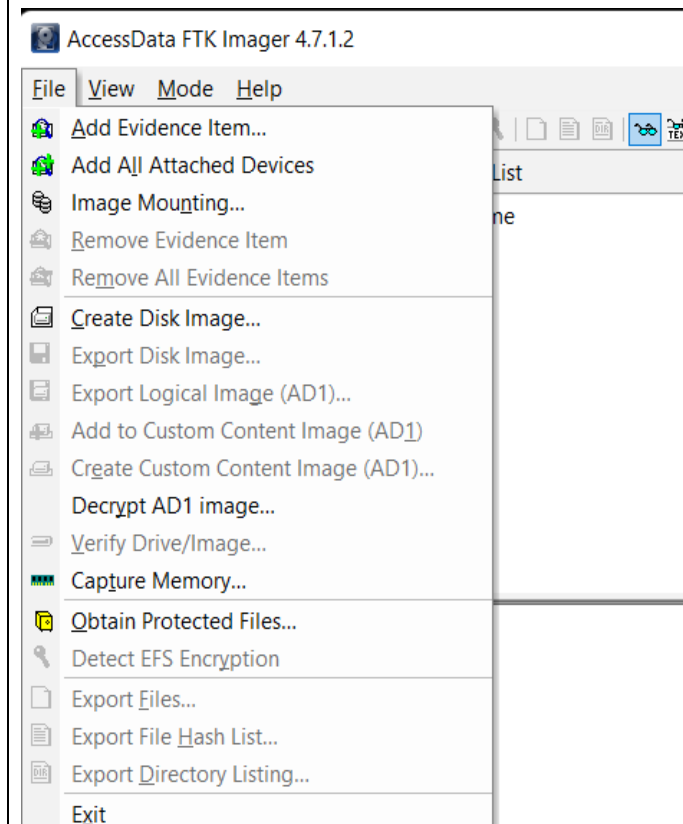 AccessData FTK Imager 4.7.1.2
File View Mode Help
Add Evidence Item...
Add All Attached Devices
List
Image Mounting...
me
Remove Evidence Item
Remove All Evidence Items
Create Disk Image...
Export Disk Image...
Export Logical Image (AD1)...
Add to Custom Content Image (AD1)
Create Custom Content Image (AD1)...
Decrypt AD1 image...
Verify Drive/Image...
Capture Memory...
Obtain Protected Files...
Detect EFS Encryption
Export Files...
Export File Hash List...
DIR Export Directory Listing...
Exit